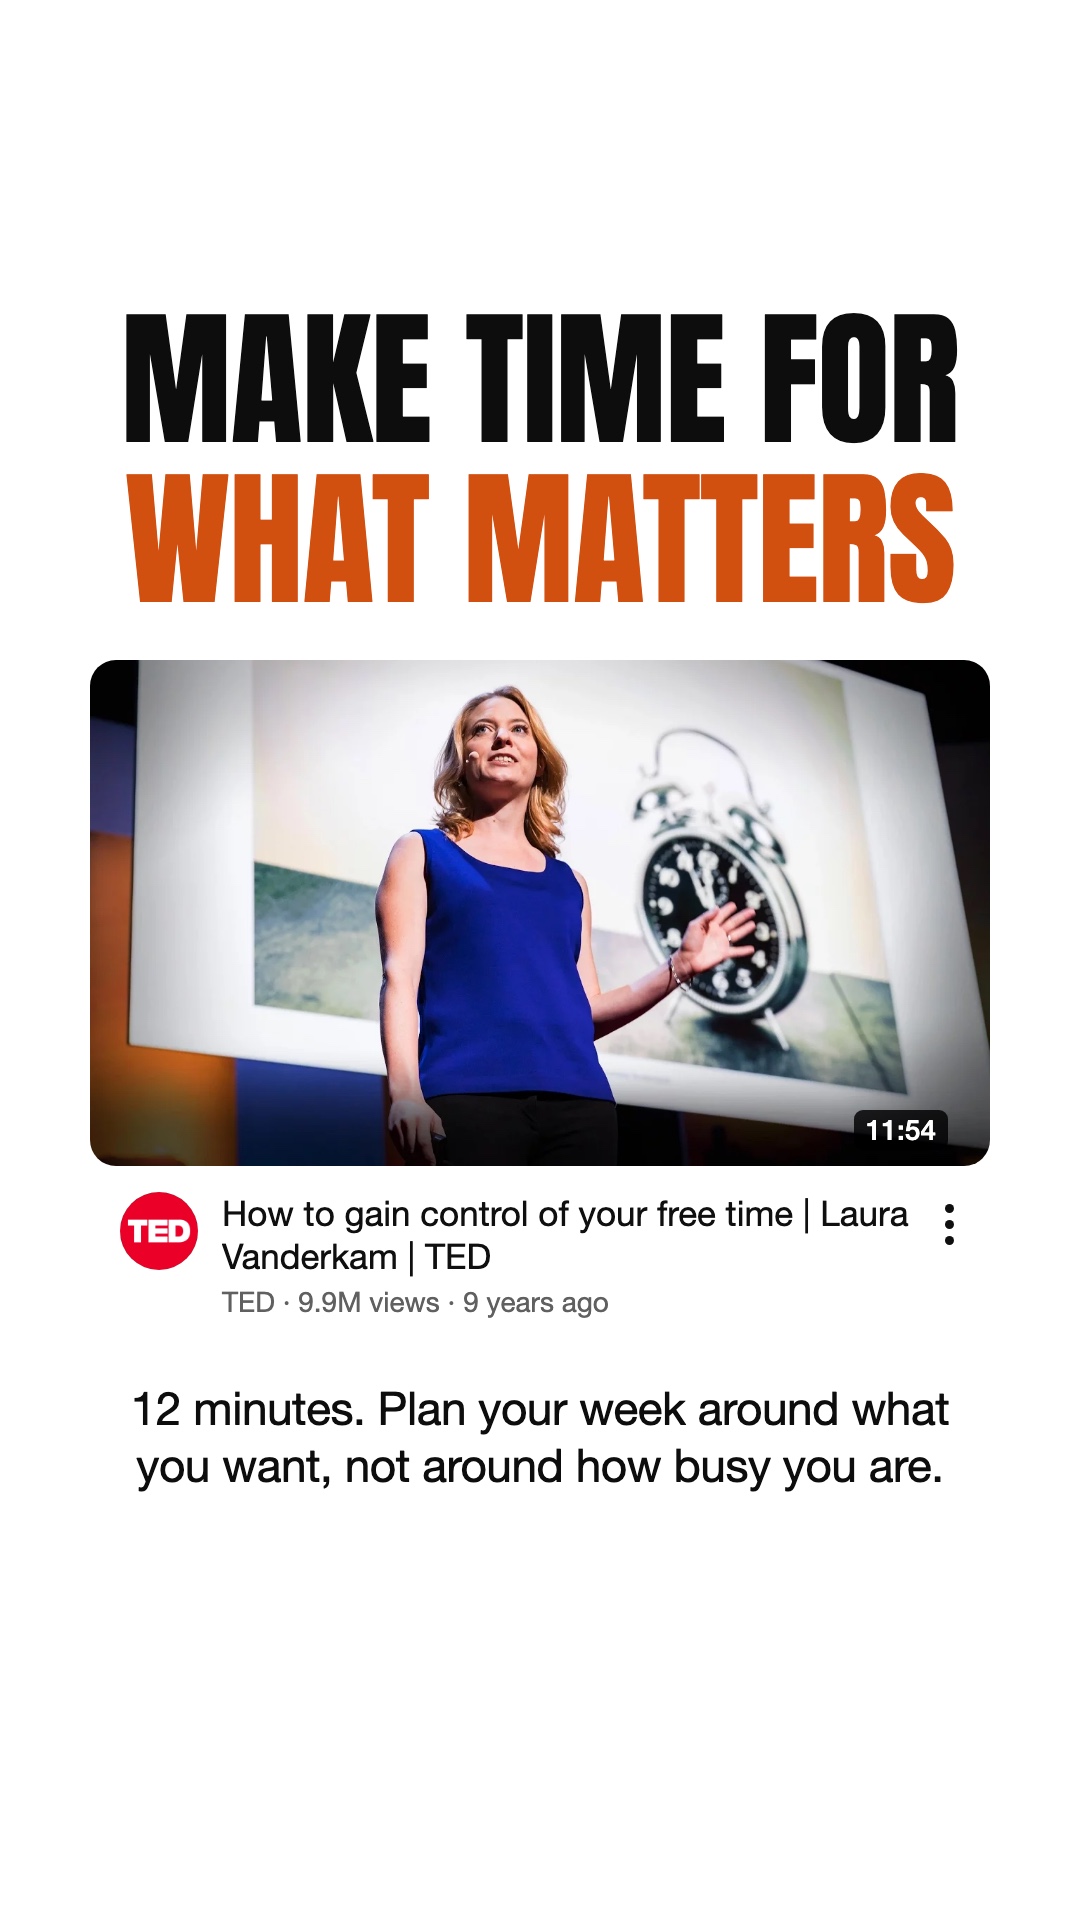 MAKE TIME FOR
WHAT MATTERS
11:54
TED
How to gain control of your free time | Laura
Vanderkam | TED
TED · 9.9M views · 9 years ago
12 minutes. Plan your week around what
you want, not around how busy you are.